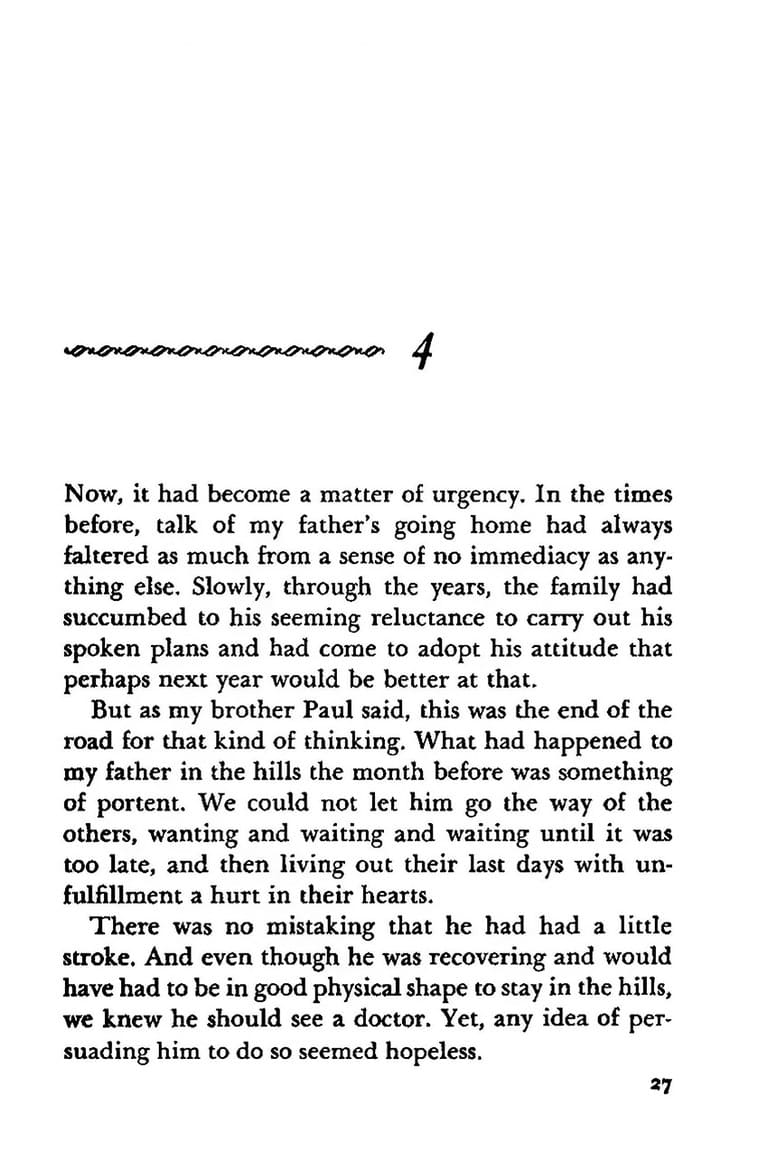 4
Now, it had become a matter of urgency. In the times
before, talk of my father's going home had always
faltered as much from a sense of no immediacy as any-
thing else. Slowly, through the years, the family had
succumbed to his seeming reluctance to carry out his
spoken plans and had come to adopt his attitude that
perhaps next year would be better at that.
But as my brother Paul said, this was the end of the
road for that kind of thinking. What had happened to
my father in the hills the month before was something
of portent. We could not let him go the way of the
others, wanting and waiting and waiting until it was
too late, and then living out their last days with un-
fulfillment a hurt in their hearts.
There was no mistaking that he had had a little
stroke. And even though he was recovering and would
have had to be in good physical shape to stay in the hills,
we knew he should see a doctor. Yet, any idea of per-
suading him to do so seemed hopeless.
27